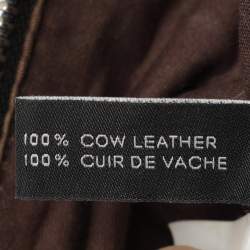 100% COW LEATHER
100% CUIR DE VACHE